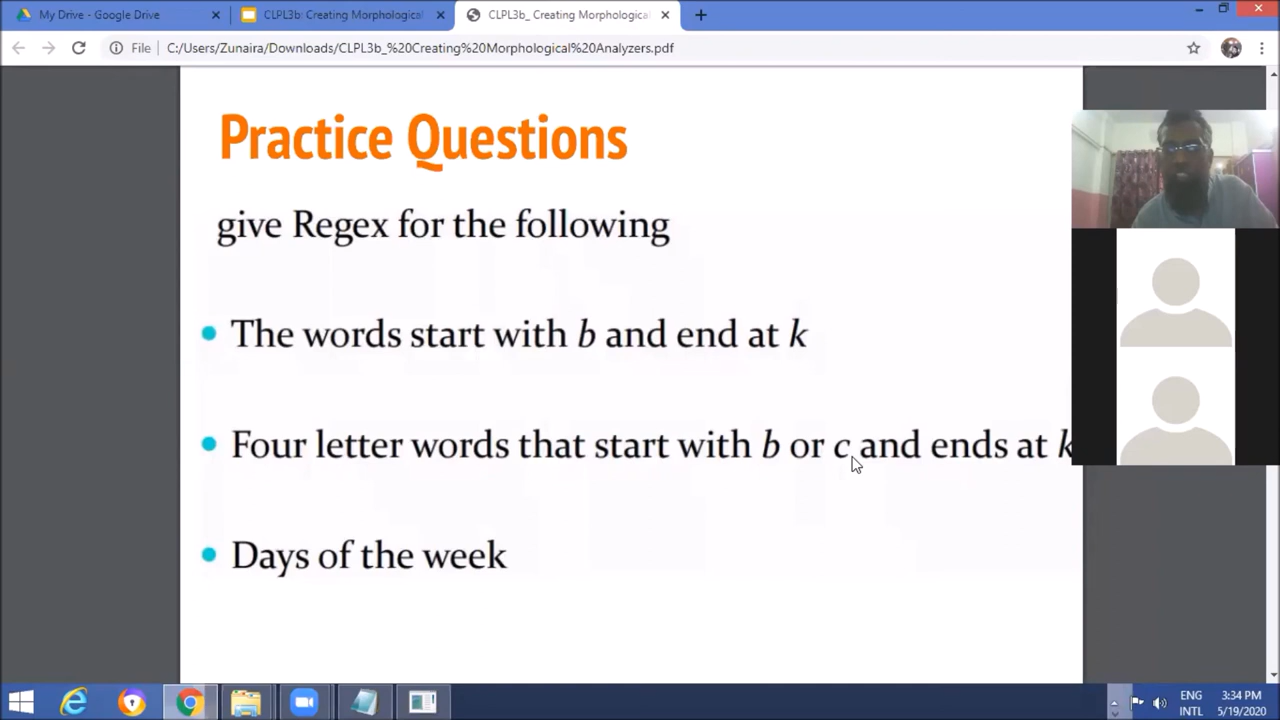 My Drive - Google Drive
CLPL3b: Creating Morphological
CLPL3b_ Creating Morphological
File
C:/Users/Zunaira/Downloads/CLPL3b_%20Creating%20Morphological%20Analyzers.pdf
Practice Questions
give Regex for the following
The words start with b and end at k
Four letter words that start with b or c and ends at k
Days of the week
ENG
3:34 PM
INTL
5/19/2020